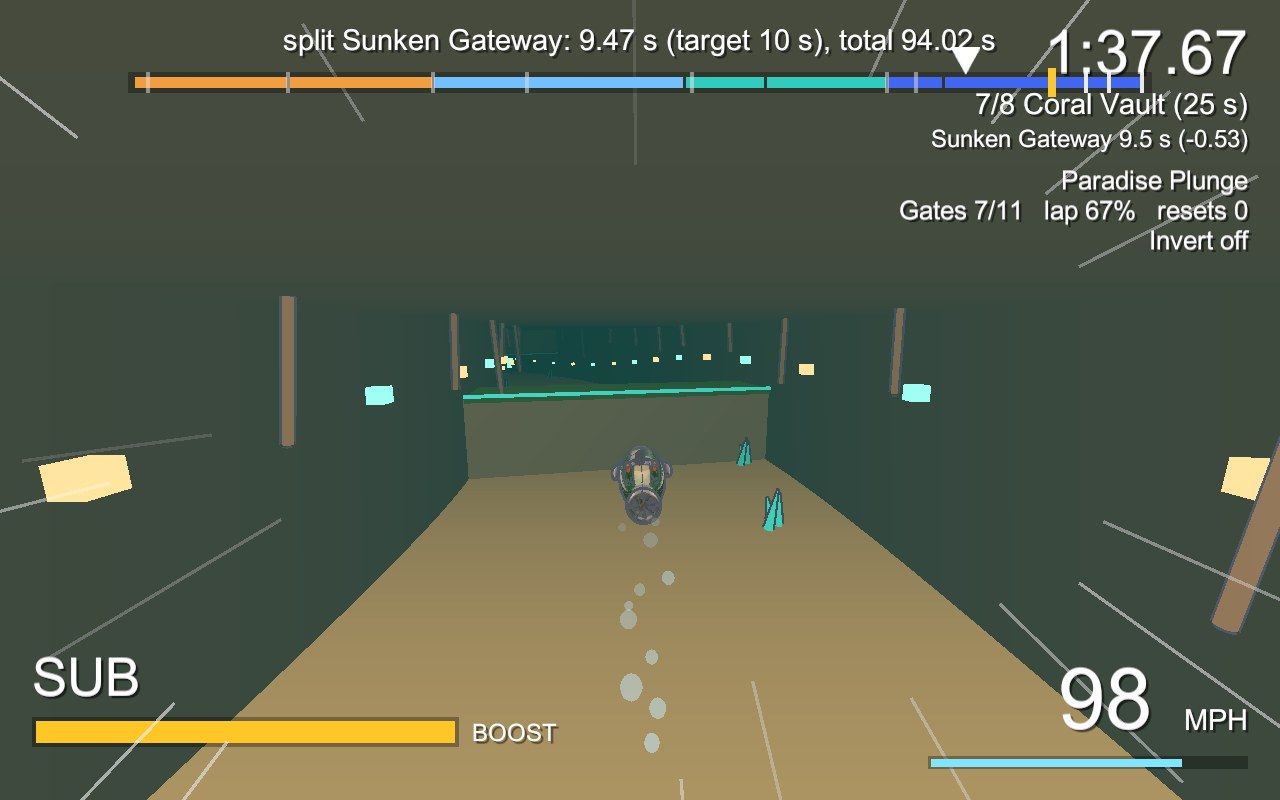 split Sunken Gateway: 9.47 s (target 10 s), total 94.02 s
1:37.67
7/8 Coral Vault (25 s)
Sunken Gateway 9.5 s (-0.53)
Paradise Plunge
Gates 7/11 lap 67% resets 0
Invert off
SUB
BOOST
98 MPH